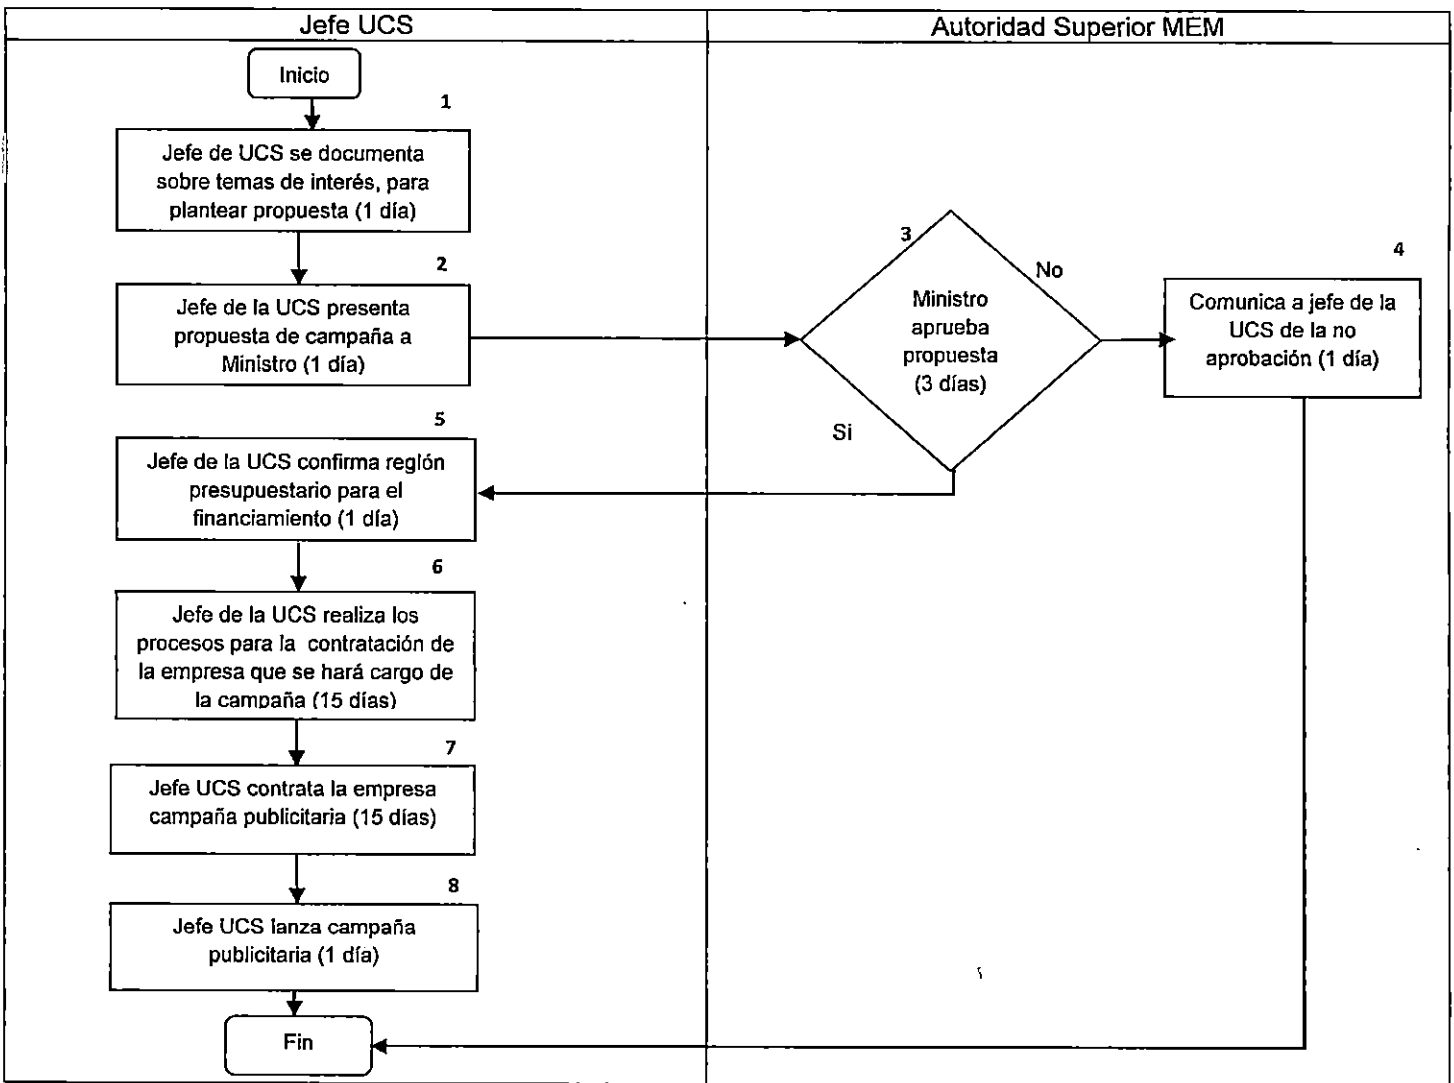 Jefe UCS
Autoridad Superior MEM
Inicio
1
Jefe de UCS se documenta
sobre temas de interés, para
plantear propuesta (1 día)
2
Jefe de la UCS presenta
propuesta de campaña a
Ministro (1 día)
3
Ministro
aprueba
propuesta
(3 días)
No
Si
4
Comunica a jefe de la
UCS de la no
aprobación (1 día)
5
Jefe de la UCS confirma reglón
presupuestario para el
financiamiento (1 día)
6
Jefe de la UCS realiza los
procesos para la contratación de
la empresa que se hará cargo de
la campaña (15 días)
7
Jefe UCS contrata la empresa
campaña publicitaria (15 días)
8
Jefe UCS lanza campaña
publicitaria (1 día)
Fin